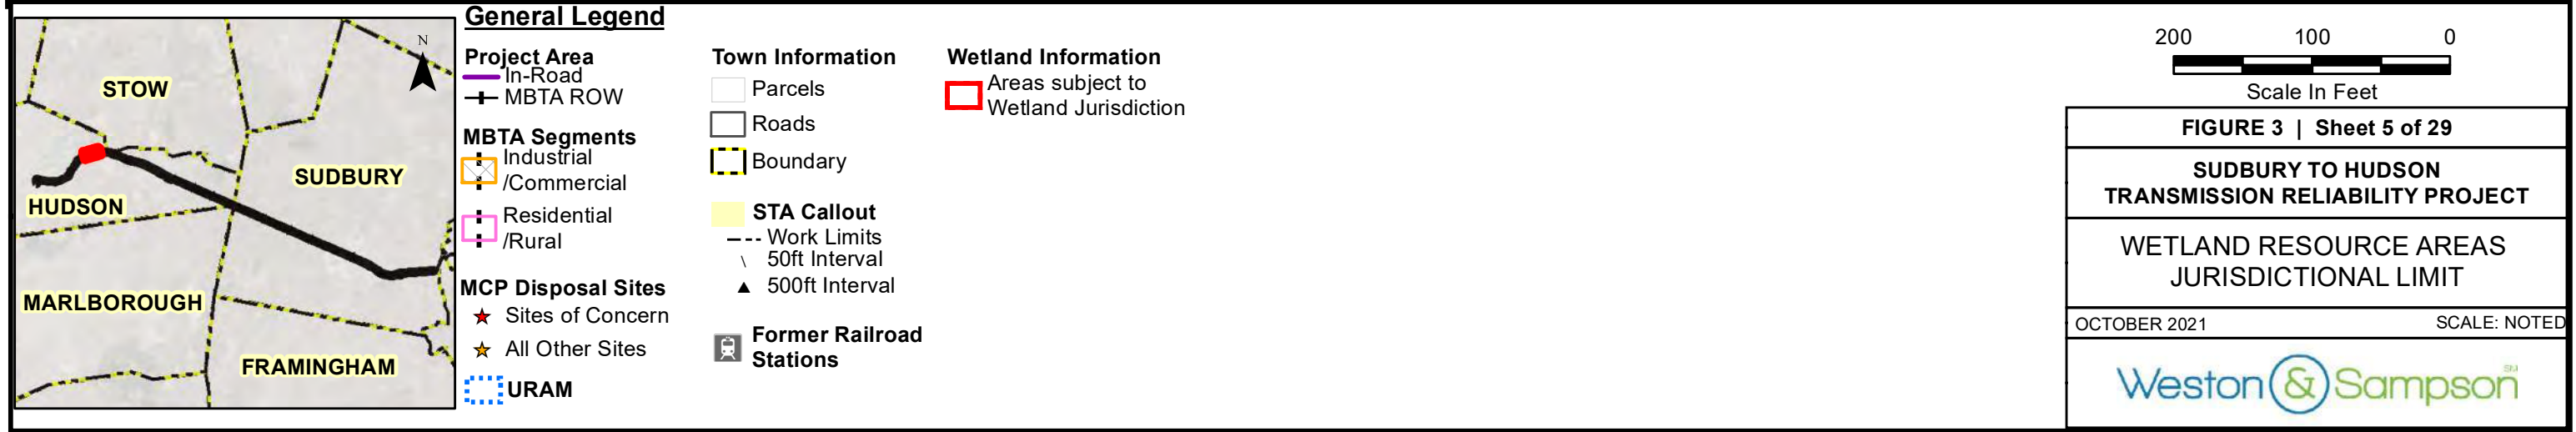 N
STOW
SUDBURY
HUDSON
MARLBOROUGH
FRAMINGHAM
General Legend
Project Area
In-Road
MBTA ROW
MBTA Segments
Industrial
/Commercial
Residential
/Rural
MCP Disposal Sites
Sites of Concern
All Other Sites
URAM
Town Information
Parcels
Roads
Boundary
STA Callout
Work Limits
50ft Interval
500ft Interval
Former Railroad
Stations
Wetland Information
Areas subject to
Wetland Jurisdiction
200 100 0
Scale In Feet
FIGURE 3 | Sheet 5 of 29
SUDBURY TO HUDSON
TRANSMISSION RELIABILITY PROJECT
WETLAND RESOURCE AREAS
JURISDICTIONAL LIMIT
OCTOBER 2021 SCALE: NOTED
Weston & Sampson SM